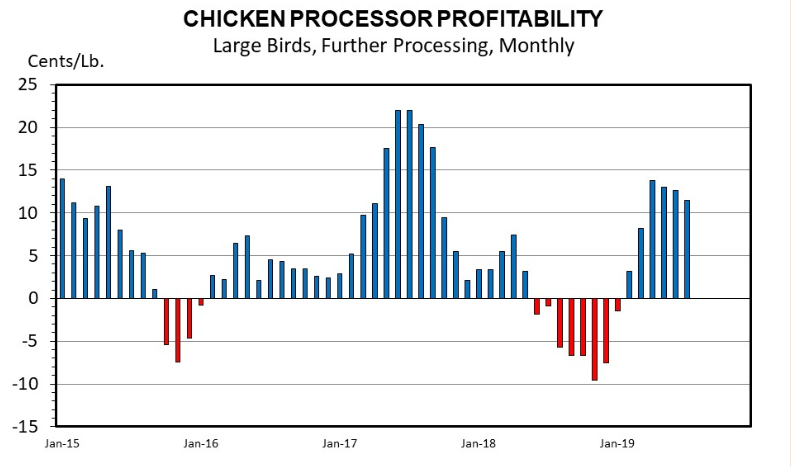 CHICKEN PROCESSOR PROFITABILITY
Large Birds, Further Processing, Monthly
Cents/Lb.
25
20
15
10
5
0
-5
-10
-15
Jan-15 Jan-16 Jan-17 Jan-18 Jan-19